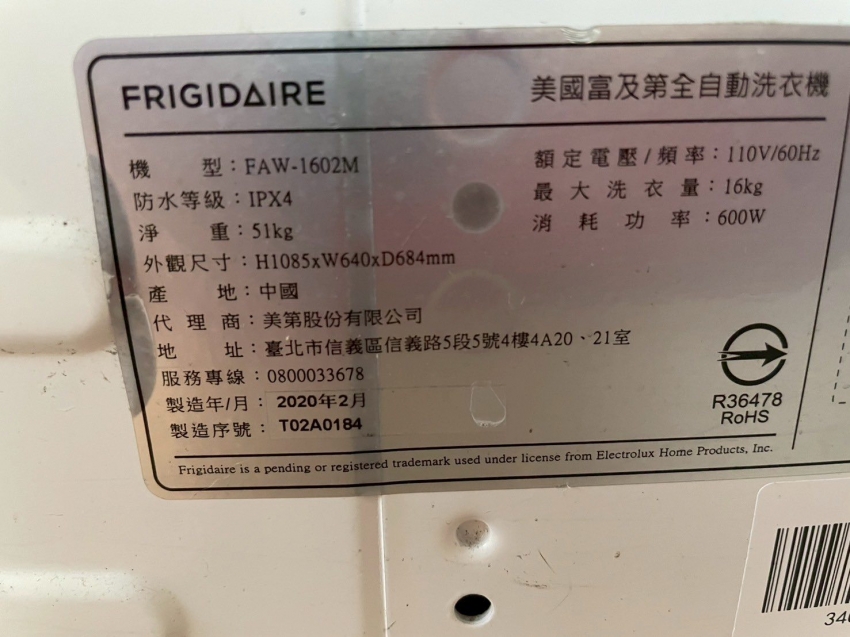 FRIGIDAIRE
美國富及第全自動洗衣機
機型：FAW-1602M
防水等級：IPX4
淨重：51kg
外觀尺寸：H1085xW640xD684mm
產地：中國
代理商：美第股份有限公司
地址：臺北市信義區信義路5段5號4樓4A20、21室
服務專線：0800033678
製造年/月：2020年2月
製造序號：T02A0184
額定電壓/頻率：110V/60Hz
最大洗衣量：16kg
消耗功率：600W
R36478
RoHS
Frigidaire is a pending or registered trademark used under license from Electrolux Home Products, Inc.